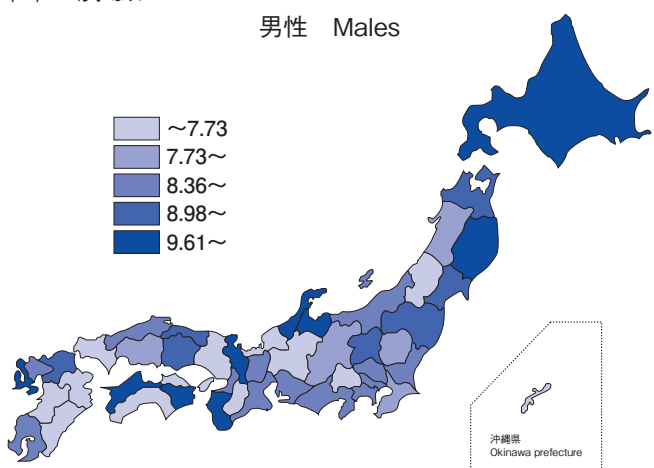 男性 Males
～7.73
7.73～
8.36～
8.98～
9.61～
沖縄県
Okinawa prefecture